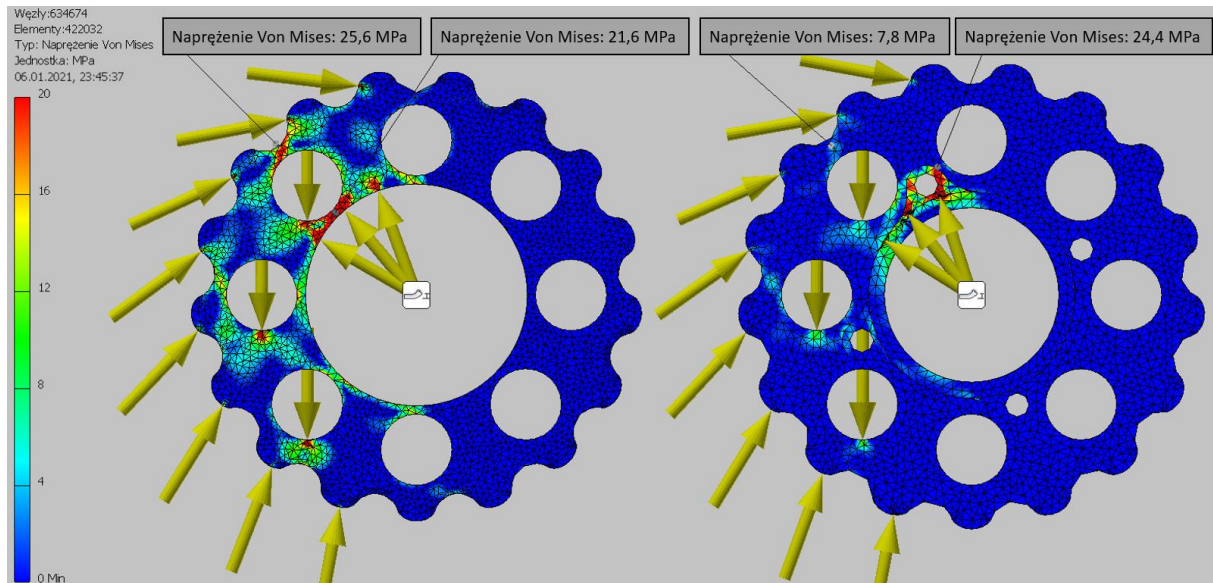 Węzły:634674
Elementy:422032
Typ: Naprężenie Von Mises
Jednostka: MPa
06.01.2021, 23:45:37
Naprężenie Von Mises: 25,6 MPa
Naprężenie Von Mises: 21,6 MPa
Naprężenie Von Mises: 7,8 MPa
Naprężenie Von Mises: 24,4 MPa
20
16
12
8
4
0 Min